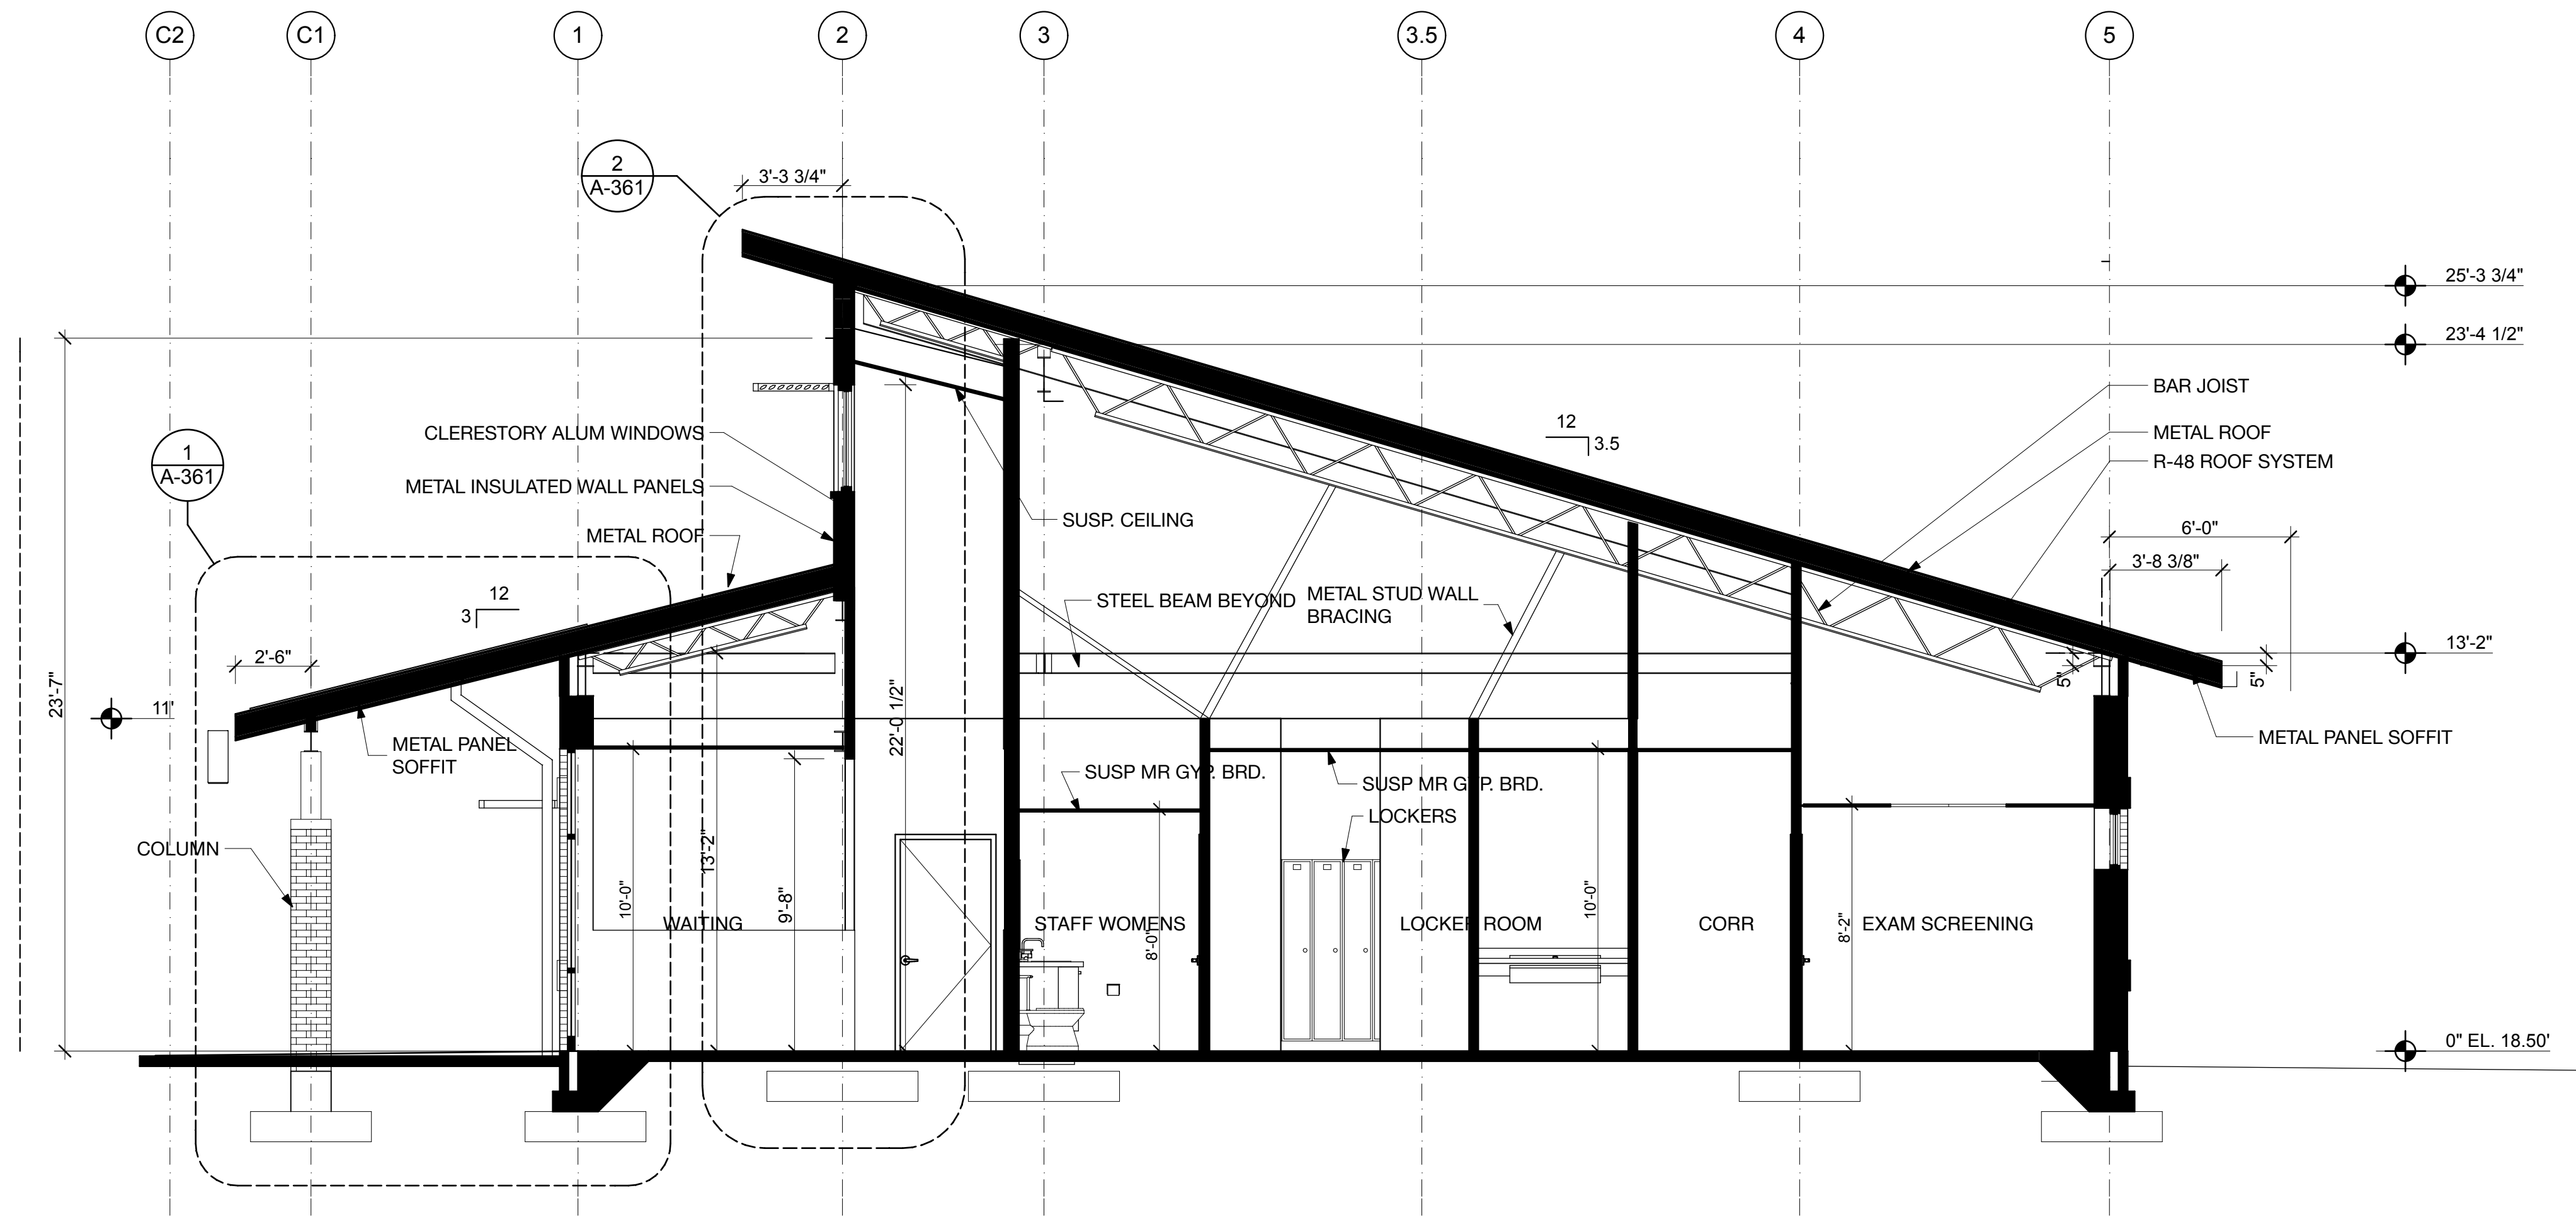 C2
C1
1
2
3
3.5
4
5
2
A-361
3'-3 3/4"
25'-3 3/4"
23'-4 1/2"
BAR JOIST
12
3.5
METAL ROOF
CLERESTORY ALUM WINDOWS
1
A-361
R-48 ROOF SYSTEM
METAL INSULATED WALL PANELS
SUSP. CEILING
6'-0"
METAL ROOF
3'-8 3/8"
12
3
STEEL BEAM BEYOND
METAL STUD WALL
BRACING
13'-2"
2'-6"
5"
5"
23'-7"
11'
22'-0 1/2"
METAL PANEL
SOFFIT
METAL PANEL SOFFIT
SUSP MR GYP. BRD.
SUSP MR GYP. BRD.
LOCKERS
COLUMN
13'-2"
10'-0"
9'-8"
10'-0"
WAITING
STAFF WOMENS
LOCKER ROOM
CORR
EXAM SCREENING
8'-0"
8'-2"
0" EL. 18.50'